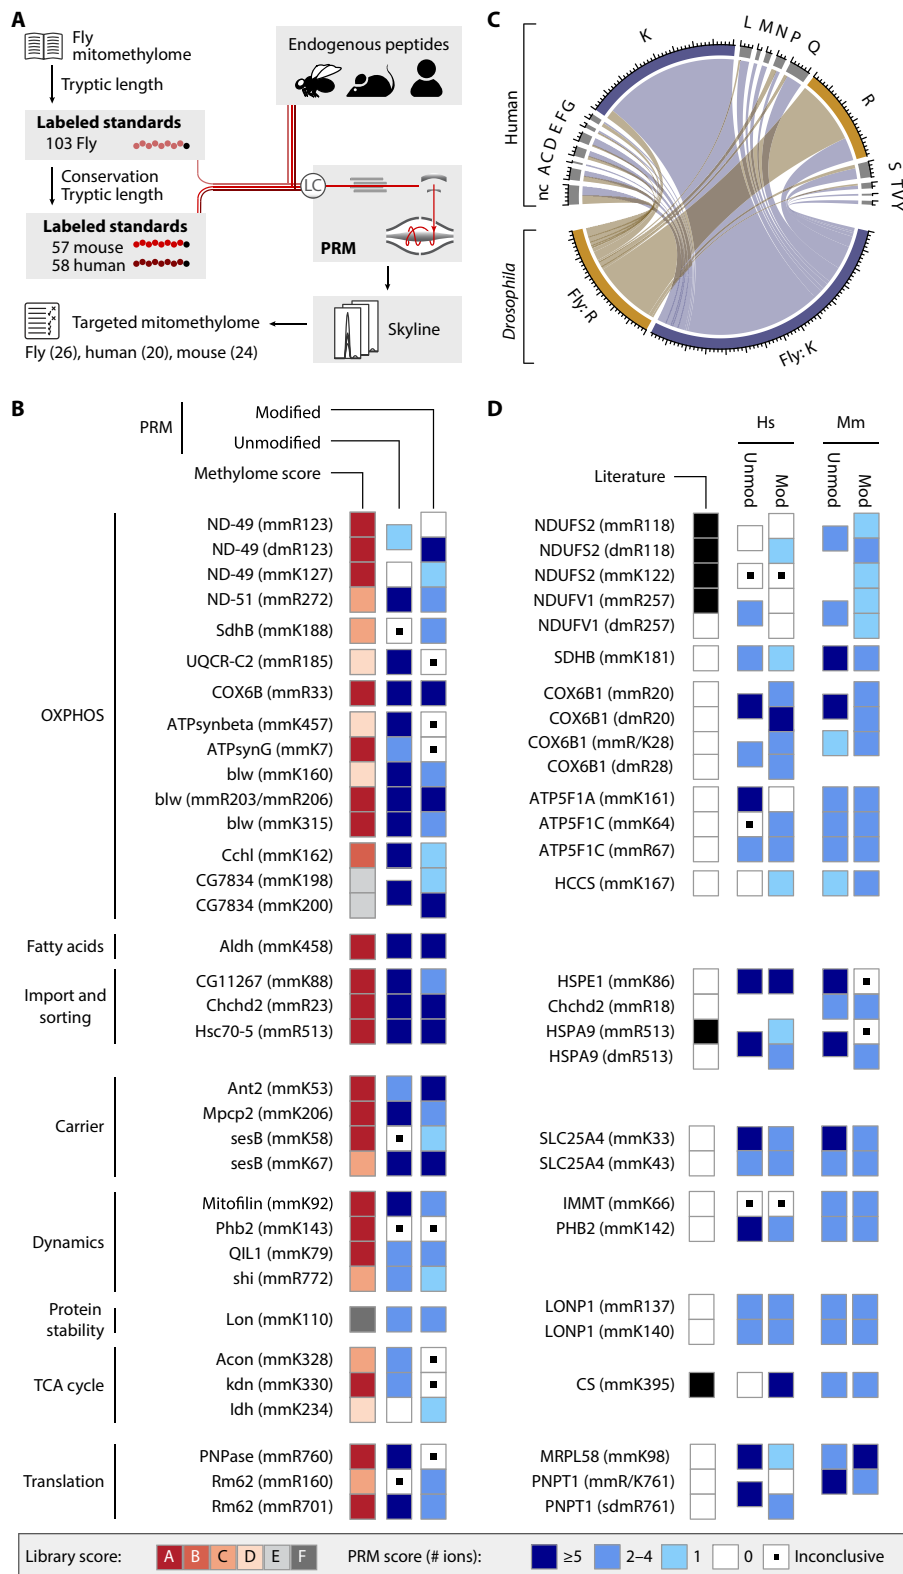 A
Fly
mitomethylome
Tryptic length
Labeled standards
103 Fly
Conservation
Tryptic length
Labeled standards
57 mouse
58 human
Endogenous peptides
LC
PRM
Skyline
Targeted mitomethylome
Fly (26), human (20), mouse (24)
C
Human
Drosophila
nc A C D E F G
K
L M N P Q
R
S T V Y
Fly: R
Fly: K
B
PRM
Modified
Unmodified
Methylome score
OXPHOS
ND-49 (mmR123)
ND-49 (dmR123)
ND-49 (mmK127)
ND-51 (mmR272)
SdhB (mmK188)
UQCR-C2 (mmR185)
COX6B (mmR33)
ATPsynbeta (mmK457)
ATPsynG (mmK7)
blw (mmK160)
blw (mmR203/mmR206)
blw (mmK315)
Cchl (mmK162)
CG7834 (mmK198)
CG7834 (mmK200)
Fatty acids
Aldh (mmK458)
Import and
sorting
CG11267 (mmK88)
Chchd2 (mmR23)
Hsc70-5 (mmR513)
Carrier
Ant2 (mmK53)
Mpcp2 (mmK206)
sesB (mmK58)
sesB (mmK67)
Dynamics
Mitofilin (mmK92)
Phb2 (mmK143)
QIL1 (mmK79)
shi (mmR772)
Protein
stability
Lon (mmK110)
TCA cycle
Acon (mmK328)
kdn (mmK330)
Idh (mmK234)
Translation
PNPase (mmR760)
Rm62 (mmR160)
Rm62 (mmR701)
D
Hs
Mm
Literature
Unmod
Mod
Unmod
Mod
NDUFS2 (mmR118)
NDUFS2 (dmR118)
NDUFS2 (mmK122)
NDUFV1 (mmR257)
NDUFV1 (dmR257)
SDHB (mmK181)
COX6B1 (mmR20)
COX6B1 (dmR20)
COX6B1 (mmR/K28)
COX6B1 (dmR28)
ATP5F1A (mmK161)
ATP5F1C (mmK64)
ATP5F1C (mmR67)
HCCS (mmK167)
HSPE1 (mmK86)
Chchd2 (mmR18)
HSPA9 (mmR513)
HSPA9 (dmR513)
SLC25A4 (mmK33)
SLC25A4 (mmK43)
IMMT (mmK66)
PHB2 (mmK142)
LONP1 (mmR137)
LONP1 (mmK140)
CS (mmK395)
MRPL58 (mmK98)
PNPT1 (mmR/K761)
PNPT1 (sdmR761)
Library score: A B C D E F PRM score (# ions): ≥5 2–4 1 0 Inconclusive